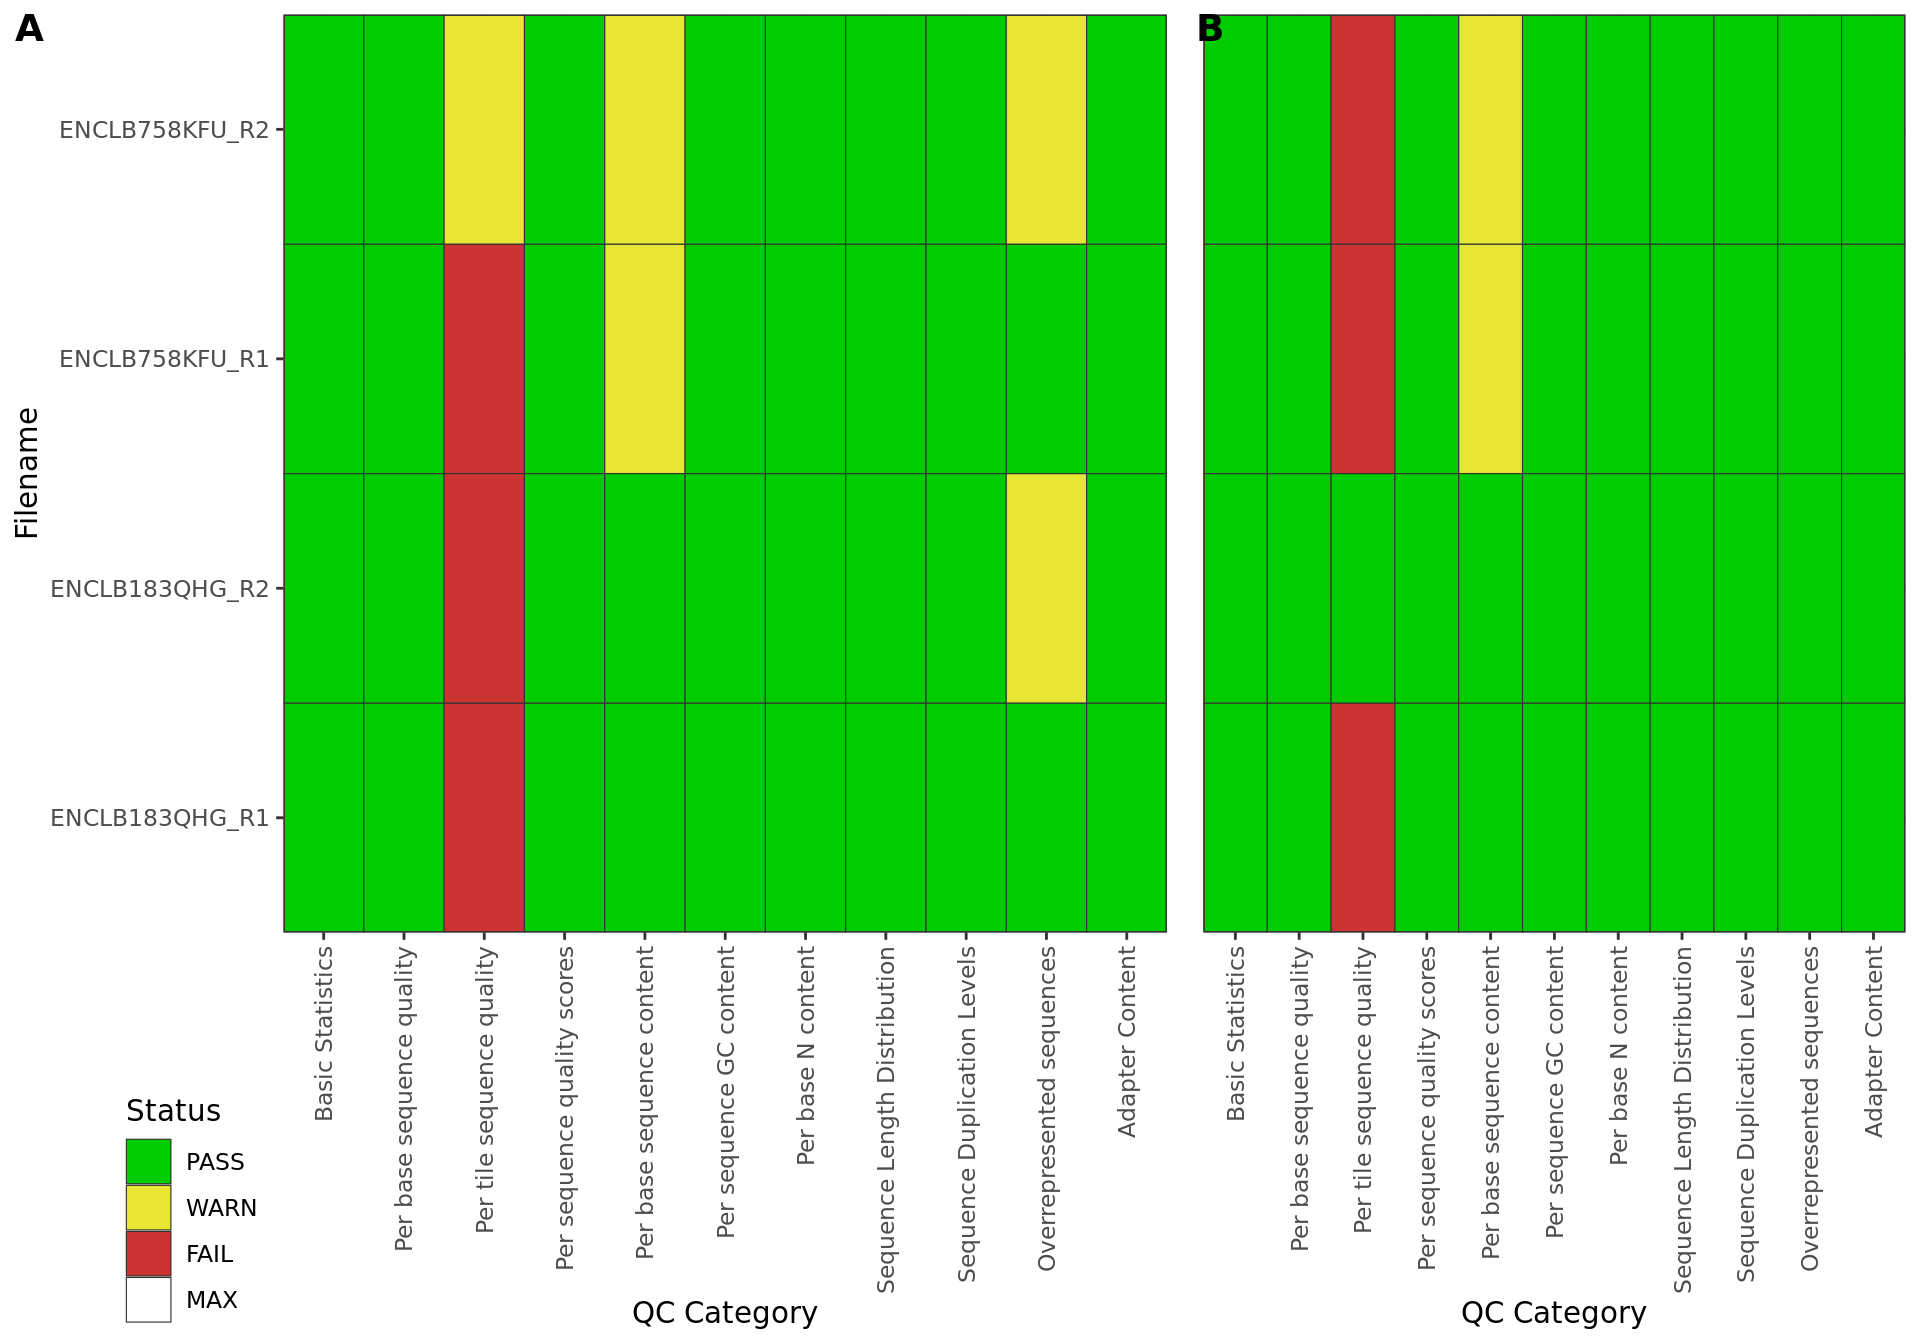 A
B
Filename
ENCLB758KFU_R2
ENCLB758KFU_R1
ENCLB183QHG_R2
ENCLB183QHG_R1
Basic Statistics
Per base sequence quality
Per tile sequence quality
Per sequence quality scores
Per base sequence content
Per sequence GC content
Per base N content
Sequence Length Distribution
Sequence Duplication Levels
Overrepresented sequences
Adapter Content
QC Category
Basic Statistics
Per base sequence quality
Per tile sequence quality
Per sequence quality scores
Per base sequence content
Per sequence GC content
Per base N content
Sequence Length Distribution
Sequence Duplication Levels
Overrepresented sequences
Adapter Content
QC Category
Status
PASS
WARN
FAIL
MAX